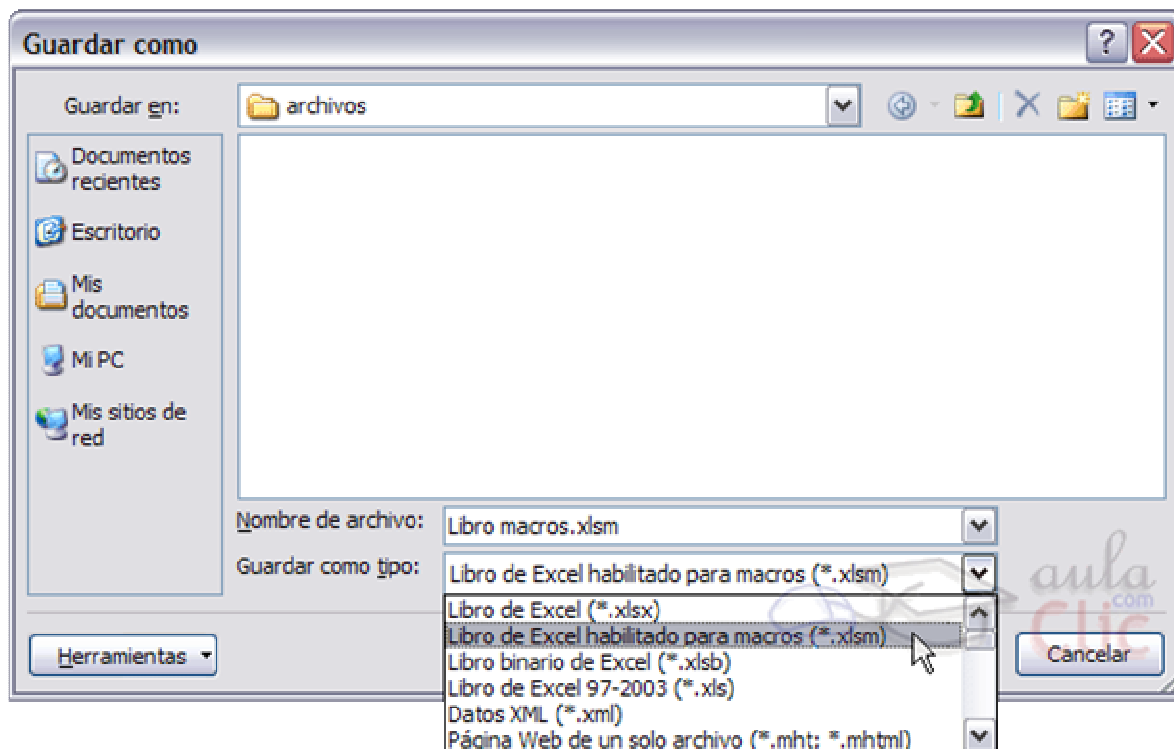 Guardar como
Guardar en:
archivos
Documentos
recientes
Escritorio
Mis
documentos
Mi PC
Mis sitios de
red
Nombre de archivo:
Libro macros.xlsm
Guardar como tipo:
Libro de Excel habilitado para macros (*.xlsm)
Libro de Excel (*.xlsx)
Libro de Excel habilitado para macros (*.xlsm)
Libro binario de Excel (*.xlsb)
Libro de Excel 97-2003 (*.xls)
Datos XML (*.xml)
Página Web de un solo archivo (*.mht; *.mhtml)
Herramientas
Cancelar
aula
.com
Clic